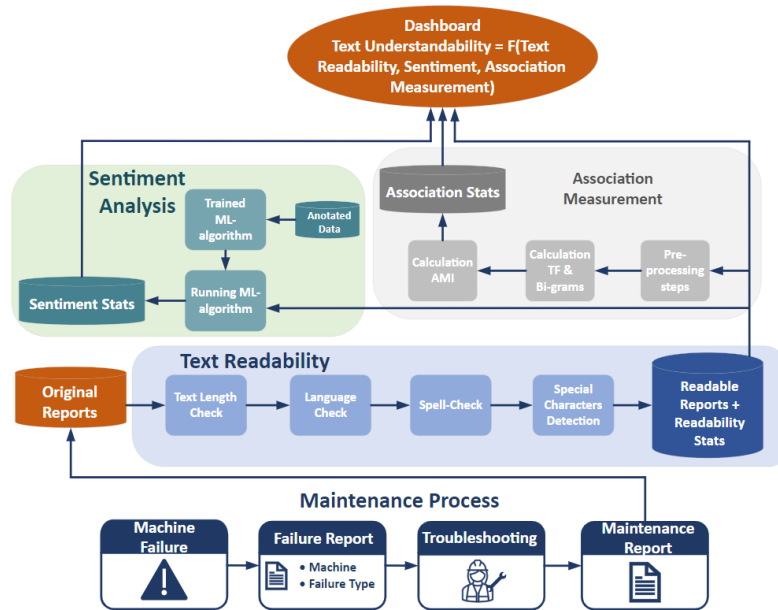 Dashboard
Text Understandability = F(Text
Readability, Sentiment, Association
Measurement)
Sentiment
Analysis
Trained
ML-
algorithm
Anotated
Data
Association Stats
Association
Measurement
Sentiment Stats
Running ML-
algorithm
Calculation
AMI
Calculation
TF &
Bi-grams
Pre-
processing
steps
Text Readability
Original
Reports
Text Length
Check
Language
Check
Spell-Check
Special
Characters
Detection
Readable
Reports +
Readability
Stats
Maintenance Process
Machine
Failure
Failure Report
• Machine
• Failure Type
Troubleshooting
Maintenance
Report